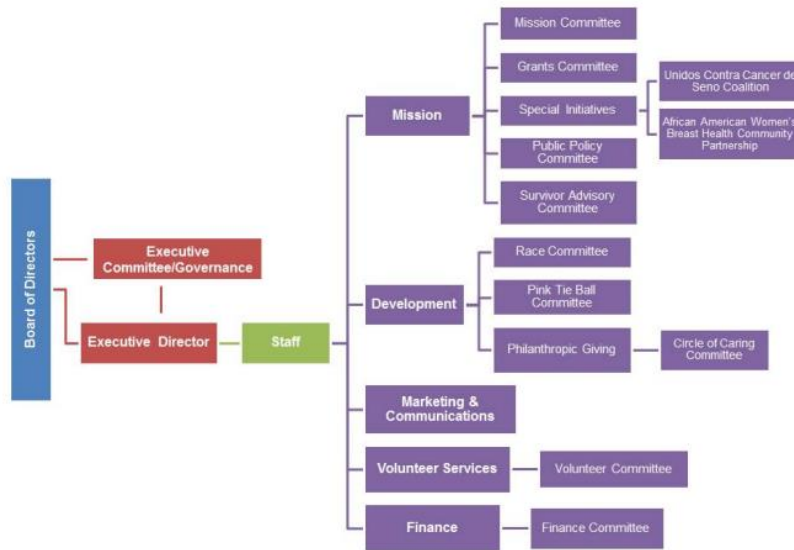 Board of Directors
Executive
Committee/Governance
Executive Director
Staff
Mission
Mission Committee
Grants Committee
Special Initiatives
Unidos Contra Cancer de
Seno Coalition
African American Women's
Breast Health Community
Partnership
Public Policy
Committee
Survivor Advisory
Committee
Development
Race Committee
Pink Tie Ball
Committee
Philanthropic Giving
Circle of Caring
Committee
Marketing &
Communications
Volunteer Services
Volunteer Committee
Finance
Finance Committee